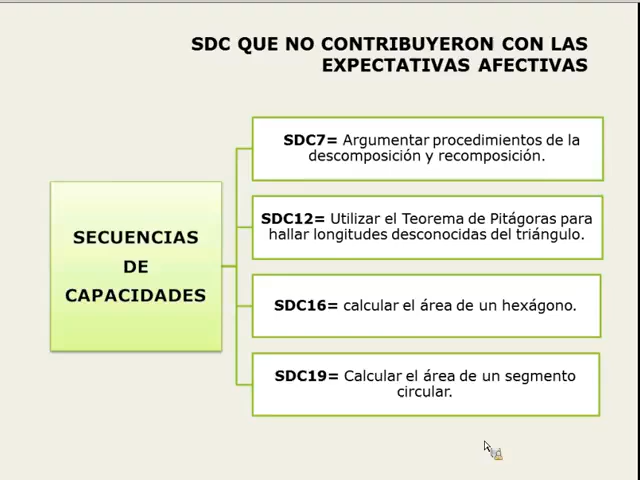 SDC QUE NO CONTRIBUYERON CON LAS
EXPECTATIVAS AFECTIVAS
SECUENCIAS
DE
CAPACIDADES
SDC7= Argumentar procedimientos de la
descomposición y recomposición.
SDC12= Utilizar el Teorema de Pitágoras para
hallar longitudes desconocidas del triángulo.
SDC16= calcular el área de un hexágono.
SDC19= Calcular el área de un segmento
circular.